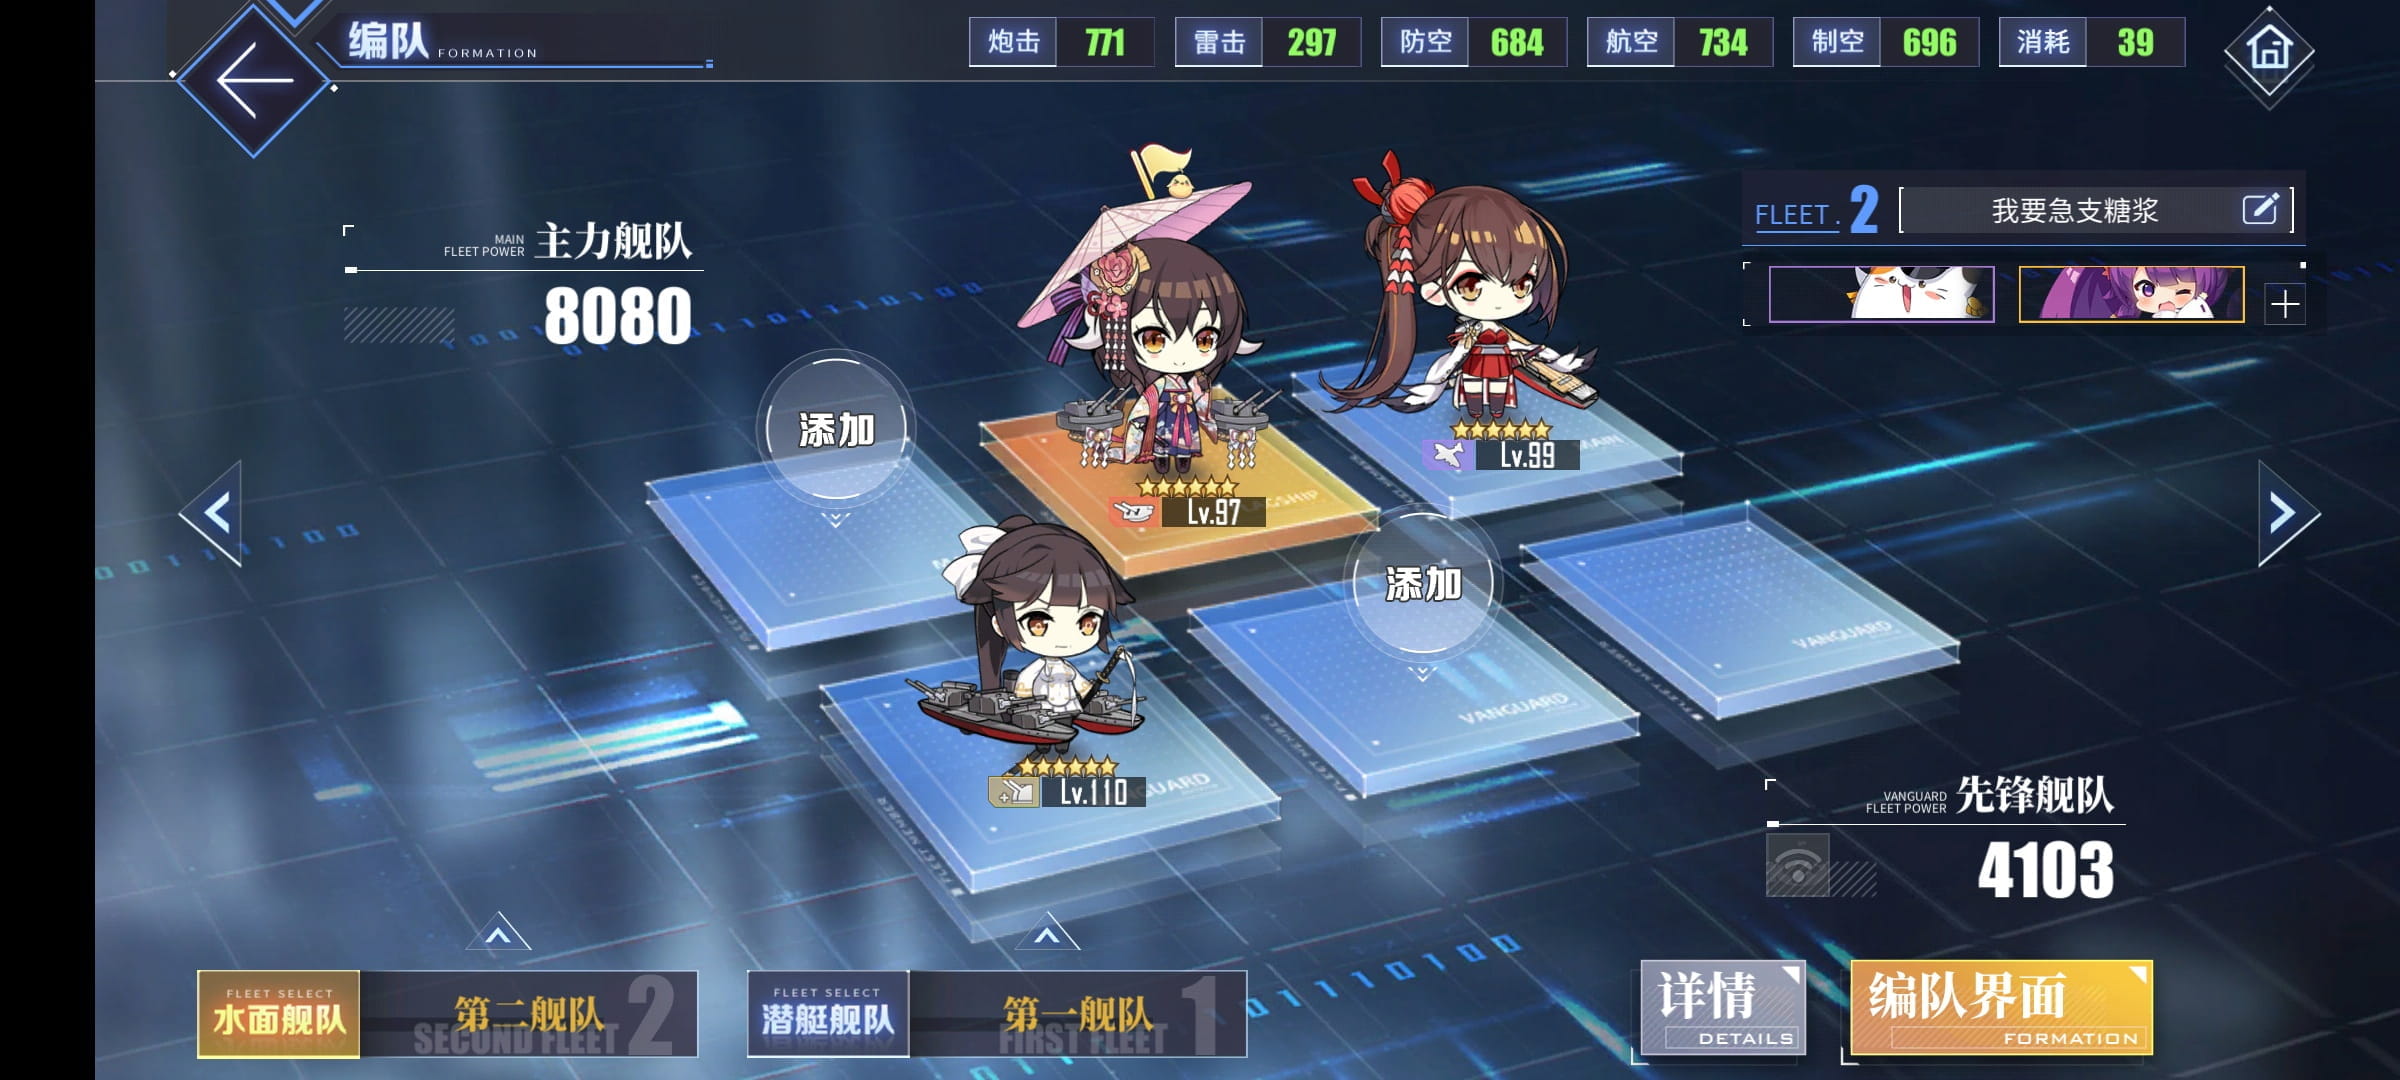 编队 FORMATION
炮击 771
雷击 297
防空 684
航空 734
制空 696
消耗 39
MAIN
FLEET POWER
主力舰队
8080
FLEET. 2
我要急支糖浆
添加
Lv.99
MAIN
Lv.97
添加
VANGUARD
VANGUARD
Lv.110
VANGUARD
FLEET POWER
先锋舰队
4103
FLEET SELECT
水面舰队
第二舰队
SECOND FLEET
2
FLEET SELECT
潜艇舰队
第一舰队
FIRST FLEET
1
详情
DETAILS
编队界面
FORMATION